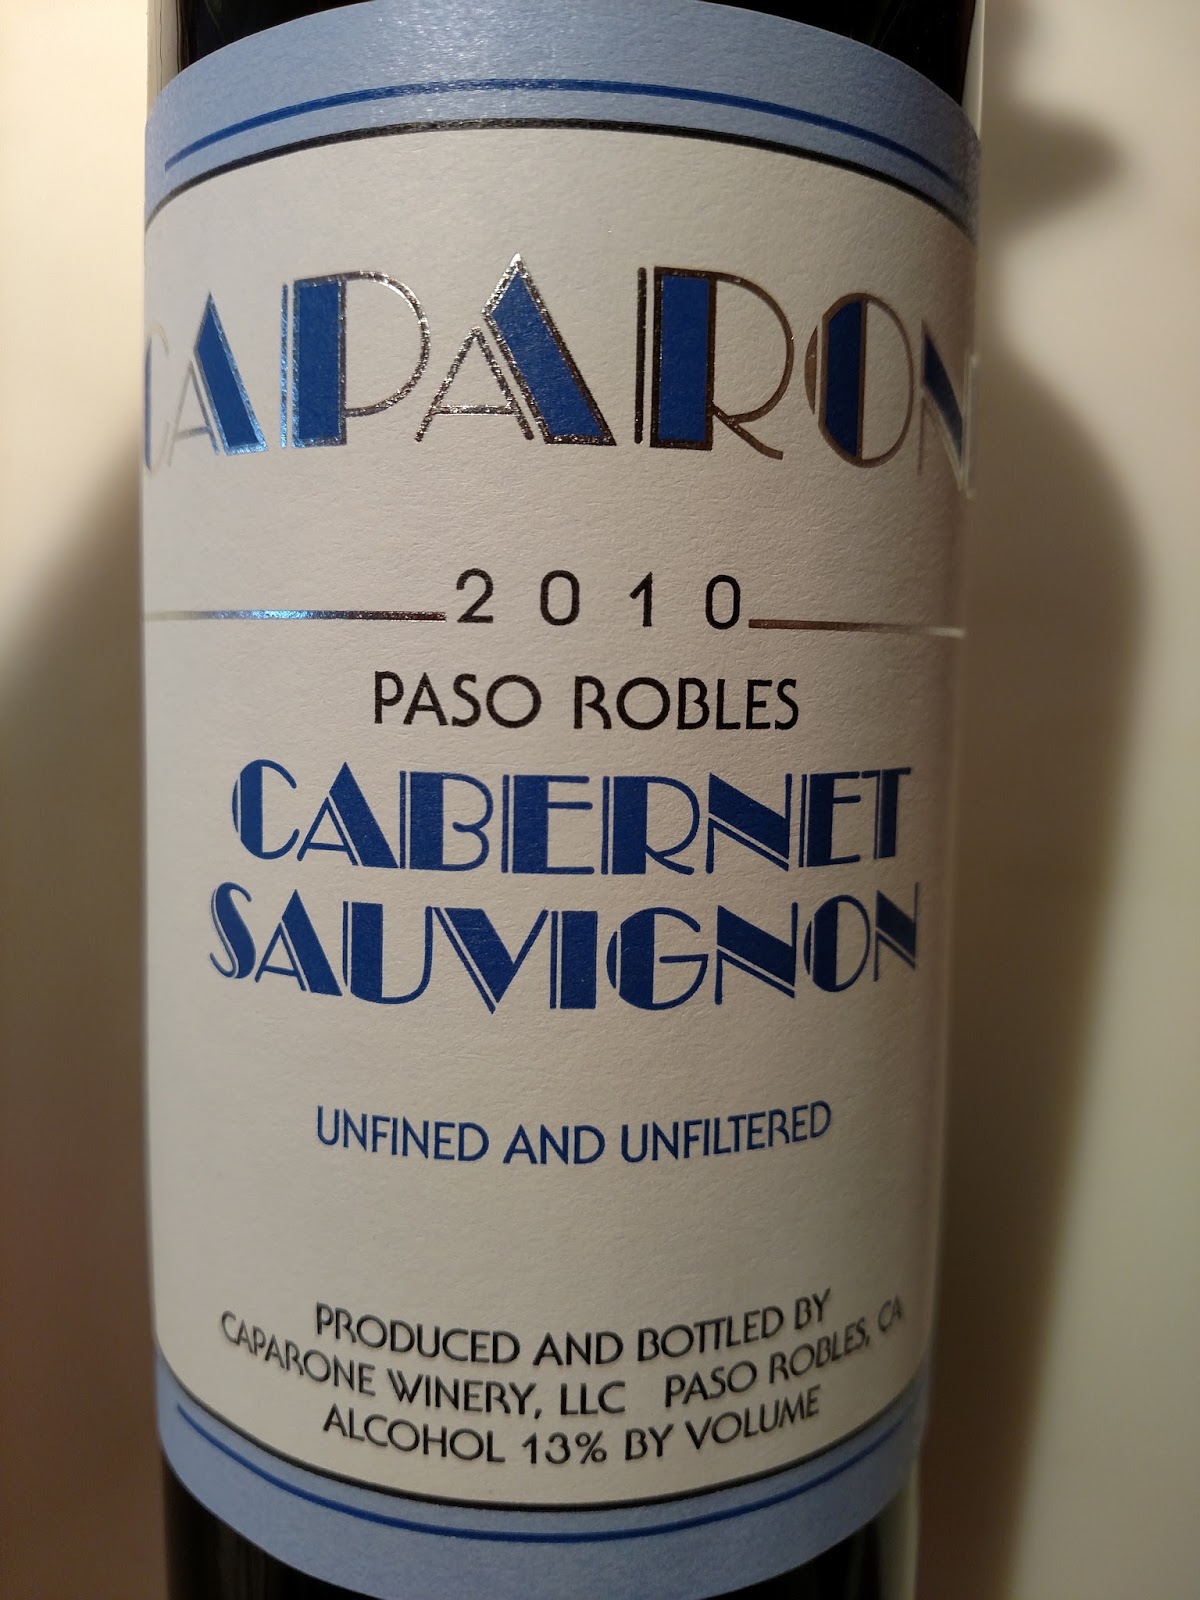 CAPARON
2010
PASO ROBLES
CABERNET
SAUVIGNON
UNFINED AND UNFILTERED
PRODUCED AND BOTTLED BY
CAPARONE WINERY, LLC PASO ROBLES, CA
ALCOHOL 13% BY VOLUME